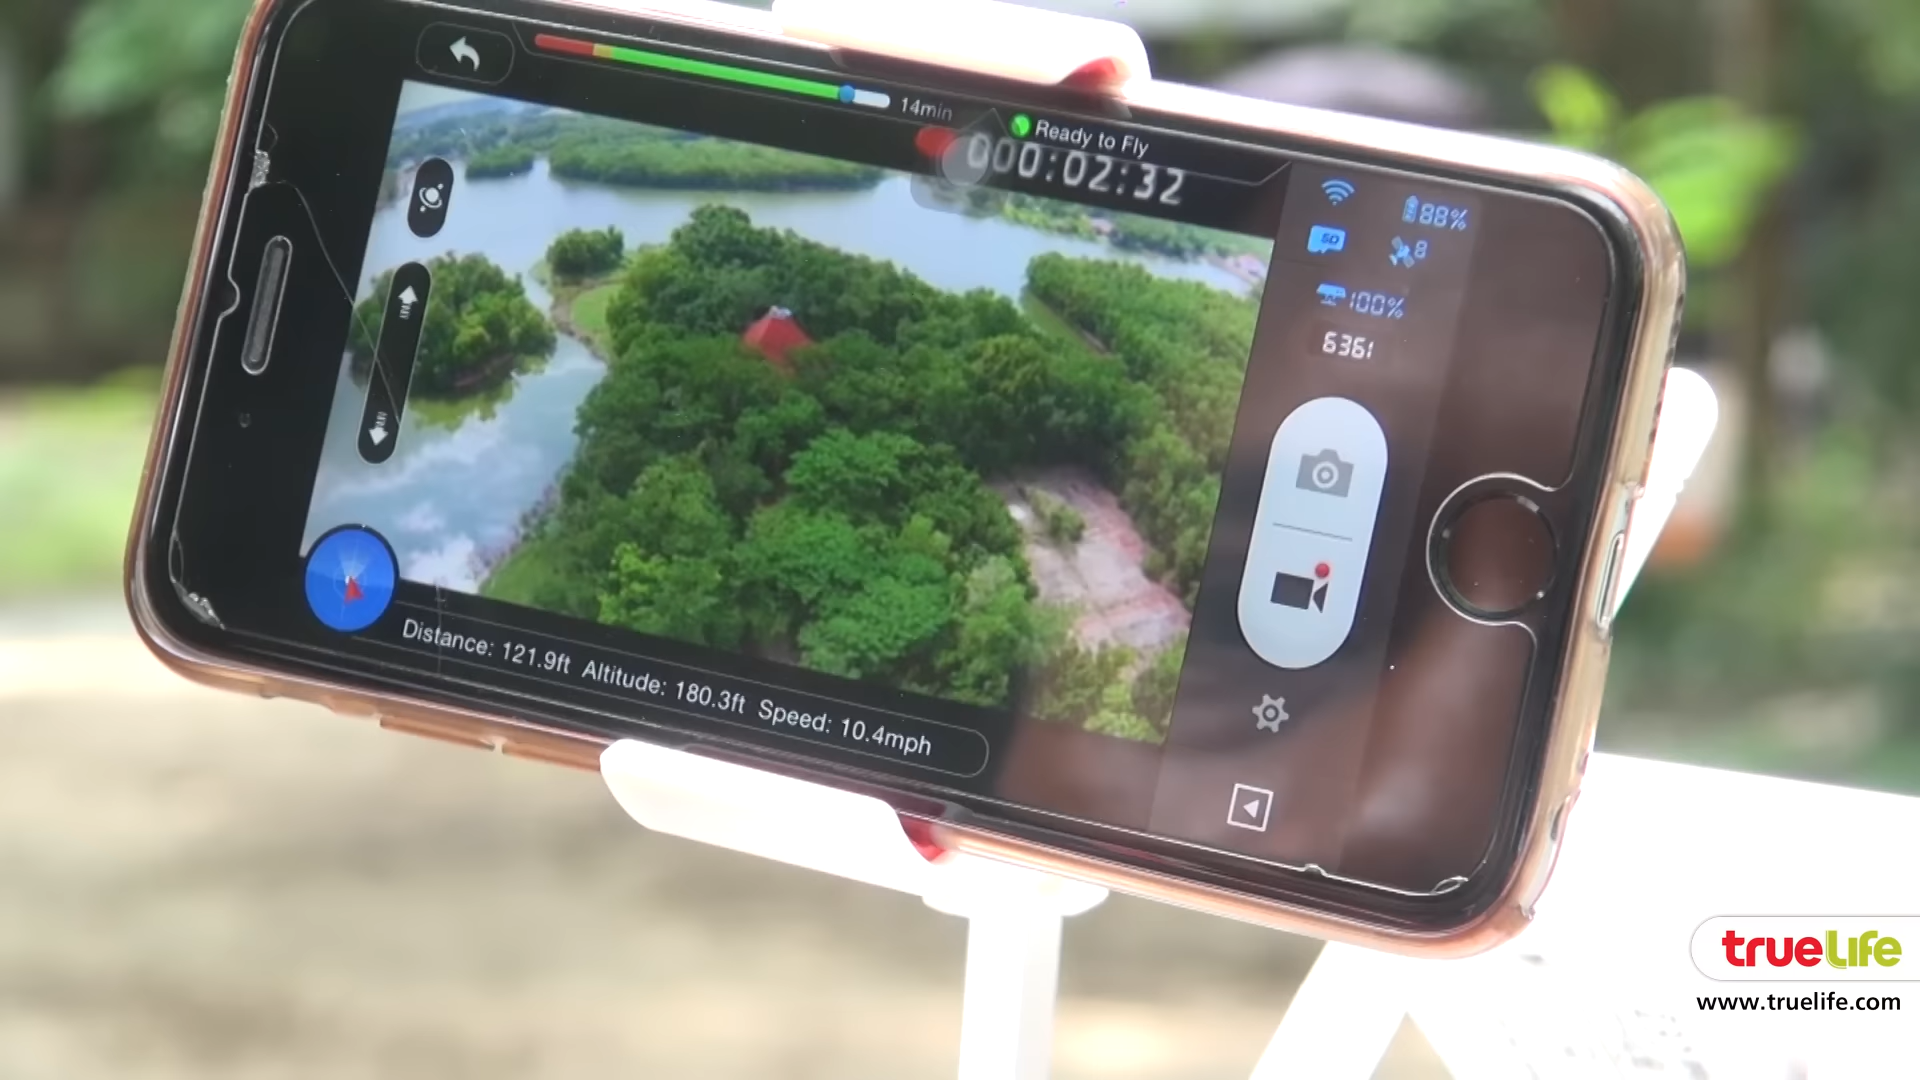 14min
Ready to Fly
000:02:32
88%
SD
8
100%
6361
Distance: 121.9ft Altitude: 180.3ft Speed: 10.4mph
truelife
www.truelife.com